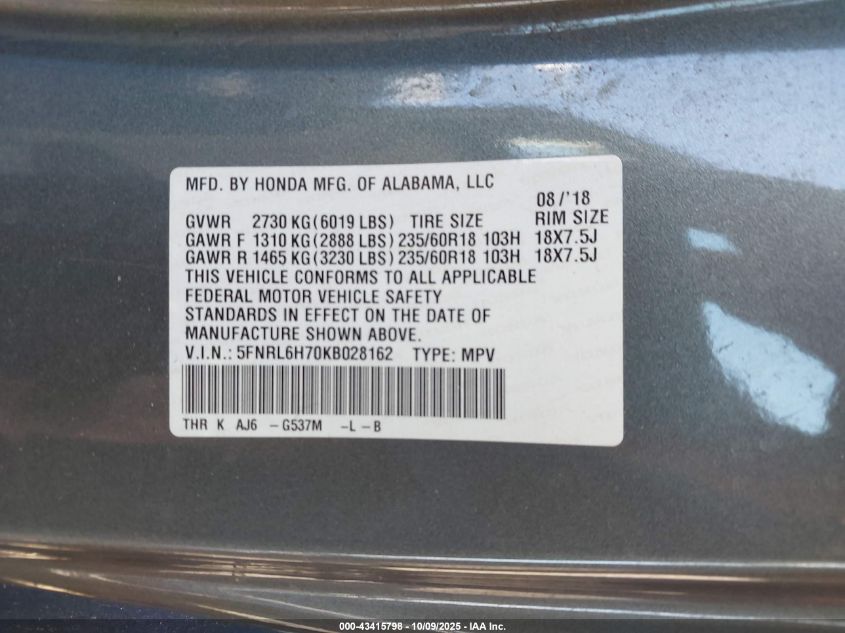 MFD. BY HONDA MFG. OF ALABAMA, LLC
08/'18
GVWR 2730 KG(6019 LBS) TIRE SIZE RIM SIZE
GAWR F 1310 KG(2888 LBS) 235/60R18 103H 18X7.5J
GAWR R 1465 KG(3230 LBS) 235/60R18 103H 18X7.5J
THIS VEHICLE CONFORMS TO ALL APPLICABLE
FEDERAL MOTOR VEHICLE SAFETY
STANDARDS IN EFFECT ON THE DATE OF
MANUFACTURE SHOWN ABOVE.
V.I.N.: 5FNRL6H70KB028162 TYPE: MPV
THR K AJ6 -G537M -L-B
Owner: 43415798 - 10/09/2025 - IAA Inc.